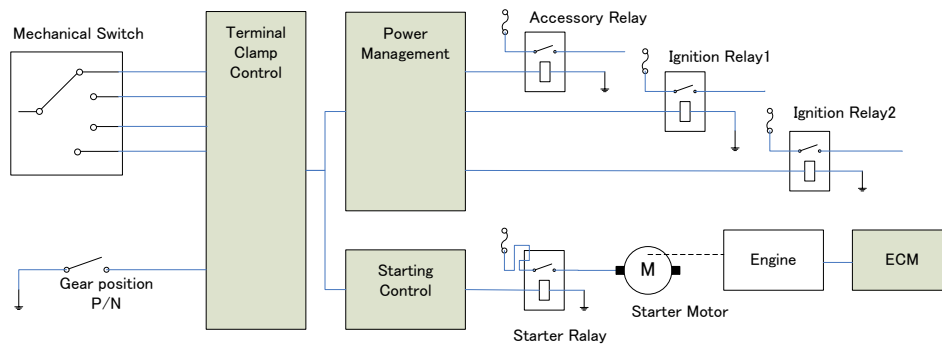 Mechanical Switch
Terminal
Clamp
Control
Power
Management
Accessory Relay
Ignition Relay1
Ignition Relay2
Gear position
P/N
Starting
Control
Starter Ralay
M
Starter Motor
Engine
ECM